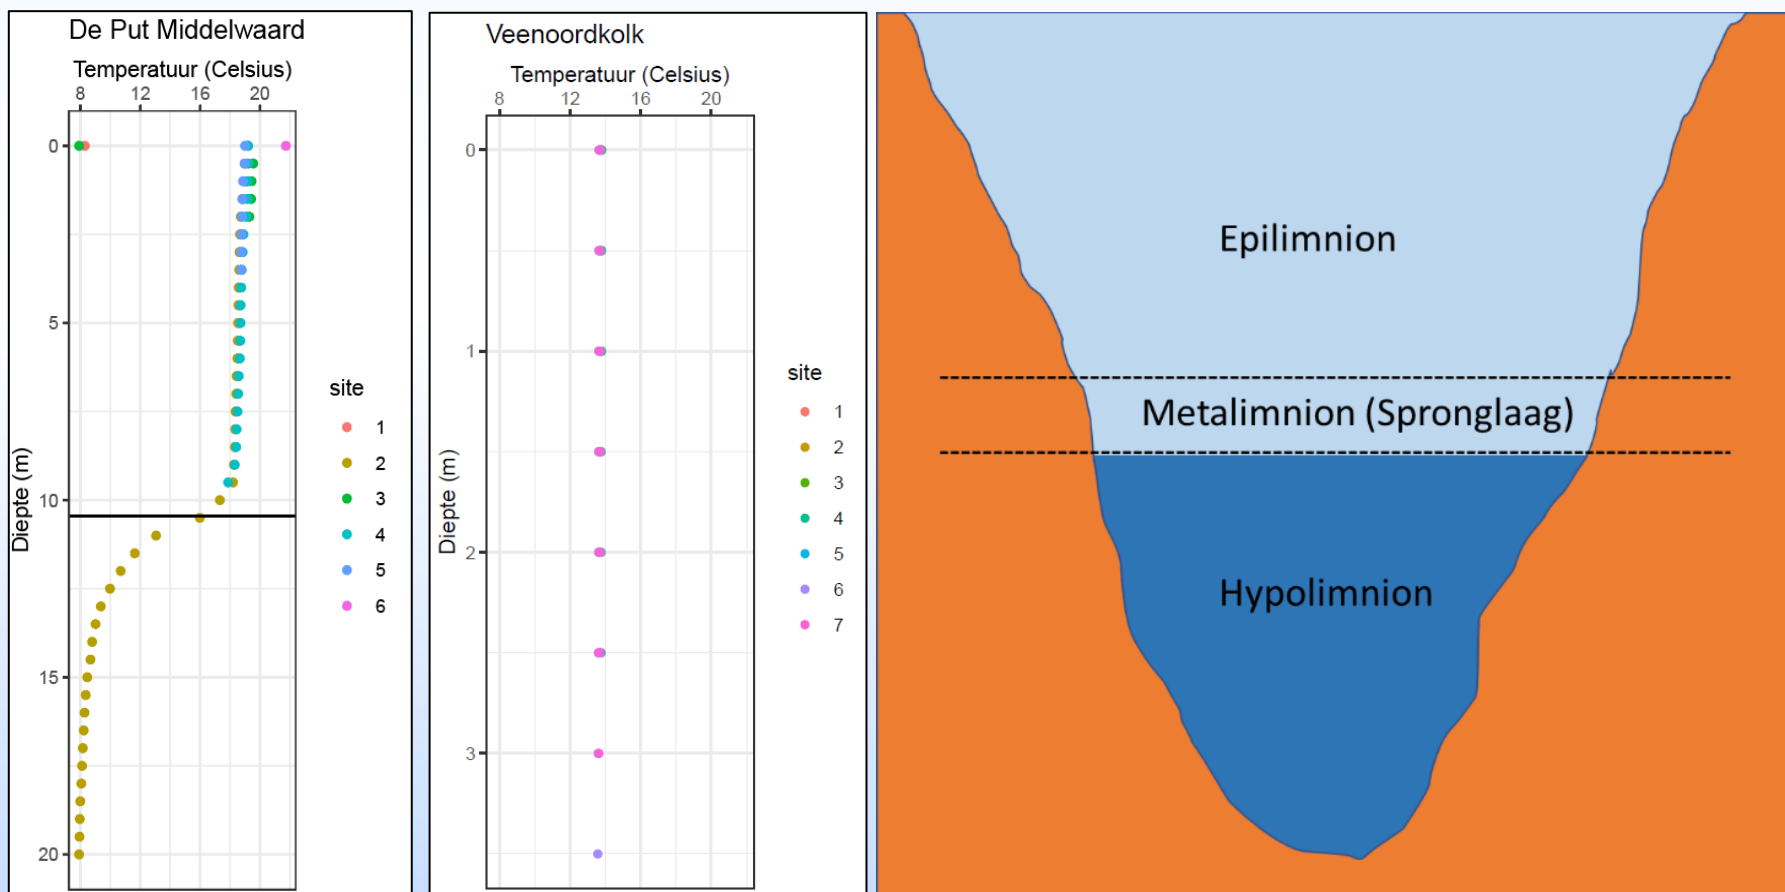 De Put Middelwaard
Temperatuur (Celsius)
8 12 16 20
0
5
10
15
20
Diepte (m)
site
1
2
3
4
5
6
Veenoordkolk
Temperatuur (Celsius)
8 12 16 20
0
1
2
3
Diepte (m)
site
1
2
3
4
5
6
7
Epilimnion
Metalimnion (Spronglaag)
Hypolimnion